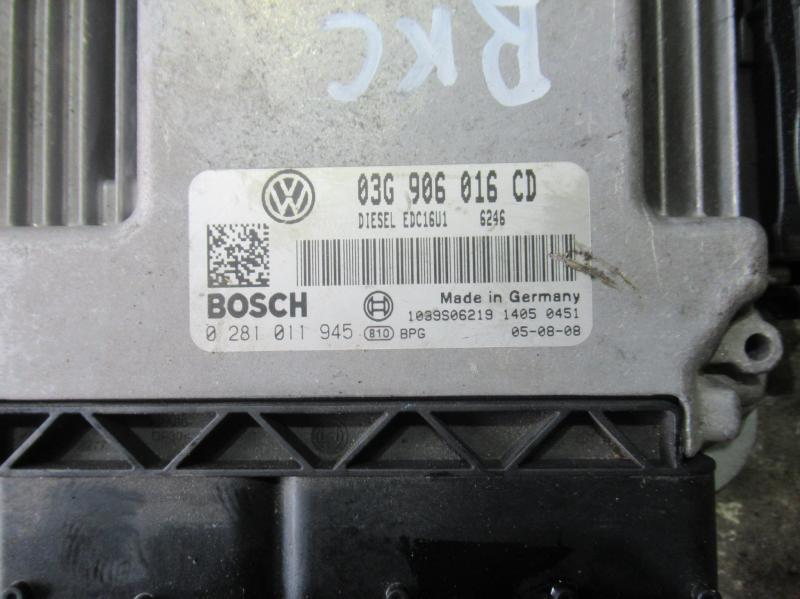 BKC
VW
03G 906 016 CD
DIESEL EDC16U1 6246
BOSCH
Made in Germany
1039S06219 1405 0451
0 281 011 945 810 BPG 05-08-08